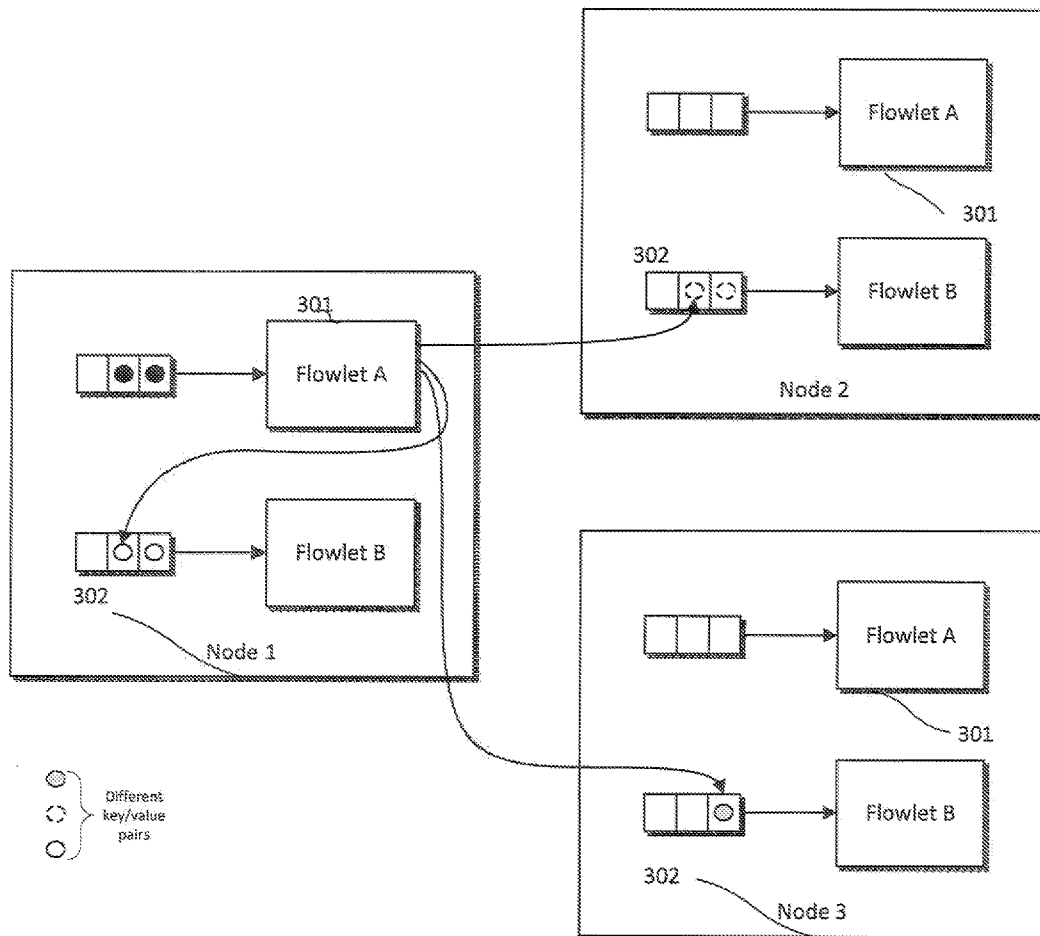 Flowlet A
301
302
Flowlet B
Node 2
301
Flowlet A
Flowlet B
302
Node 1
Flowlet A
301
Flowlet B
302
Node 3
Different
key/value
pairs